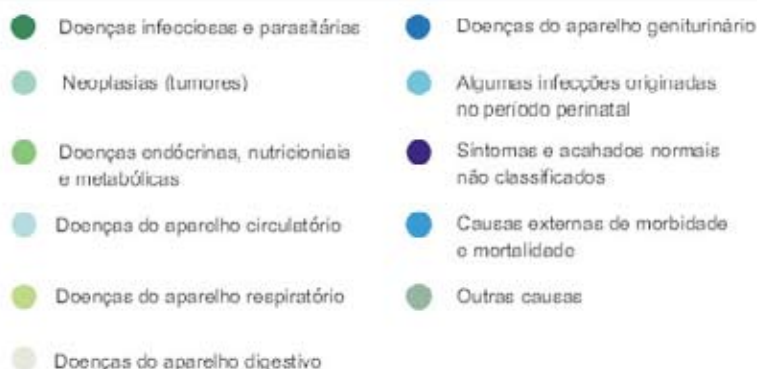 Doenças infecciosas e parasitárias
Neoplasias (tumores)
Doenças endócrinas, nutricioniais
e metabólicas
Doenças do aparelho circulatório
Doenças do aparelho respiratório
Doenças do aparelho digestivo
Doenças do aparelho geniturinário
Algumas infecções originadas
no período perinatal
Sintomas e acahados normais
não classificados
Causas externas de morbidade
e mortalidade
Outras causas